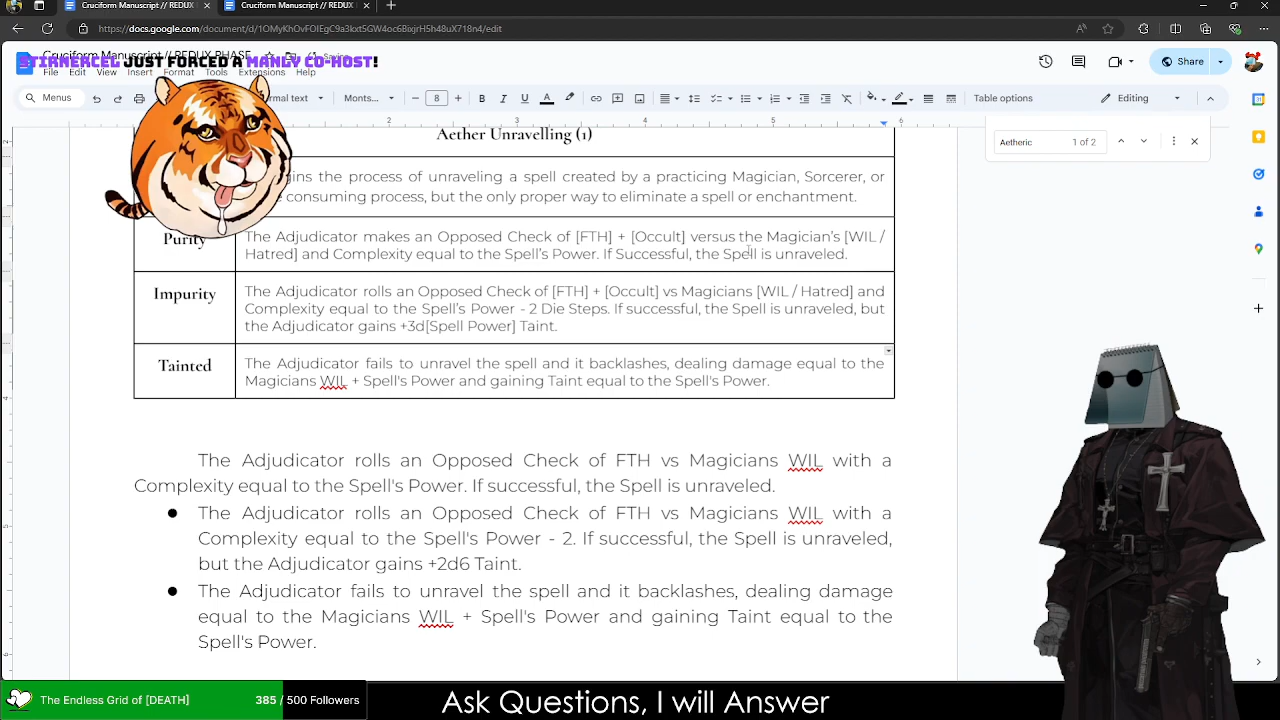 Cruciform Manuscript // REDUX
Cruciform Manuscript // REDUX
https://docs.google.com/document/d/1OMyKhOvFOIEgC9a3kxt5GW4oc6BixjrH5h48uX718n4/edit
Cruciform Manuscript // REDUX PHASE
STIRNERCEL JUST FORCED A MANGY CO-HOST!
File Edit View Insert Format Tools Extensions Help
Share
Menus
Normal text
Monts...
8
B I U A
Table options
Editing
2 3 4 5 6
Aetheric 1 of 2
Aether Unravelling (1)
the process of unraveling a spell created by a practicing Magician, Sorcerer, or
consuming process, but the only proper way to eliminate a spell or enchantment.
Purity
The Adjudicator makes an Opposed Check of [FTH] + [Occult] versus the Magician's [WIL /
Hatred] and Complexity equal to the Spell's Power. If Successful, the Spell is unraveled.
Impurity
The Adjudicator rolls an Opposed Check of [FTH] + [Occult] vs Magicians [WIL / Hatred] and
Complexity equal to the Spell's Power - 2 Die Steps. If successful, the Spell is unraveled, but
the Adjudicator gains +3d[Spell Power] Taint.
Tainted
The Adjudicator fails to unravel the spell and it backlashes, dealing damage equal to the
Magicians WIL + Spell's Power and gaining Taint equal to the Spell's Power.
The Adjudicator rolls an Opposed Check of FTH vs Magicians WIL with a
Complexity equal to the Spell's Power. If successful, the Spell is unraveled.
● The Adjudicator rolls an Opposed Check of FTH vs Magicians WIL with a
Complexity equal to the Spell's Power - 2. If successful, the Spell is unraveled,
but the Adjudicator gains +2d6 Taint.
● The Adjudicator fails to unravel the spell and it backlashes, dealing damage
equal to the Magicians WIL + Spell's Power and gaining Taint equal to the
Spell's Power.
The Endless Grid of [DEATH] 385 / 500 Followers
Ask Questions, I will Answer